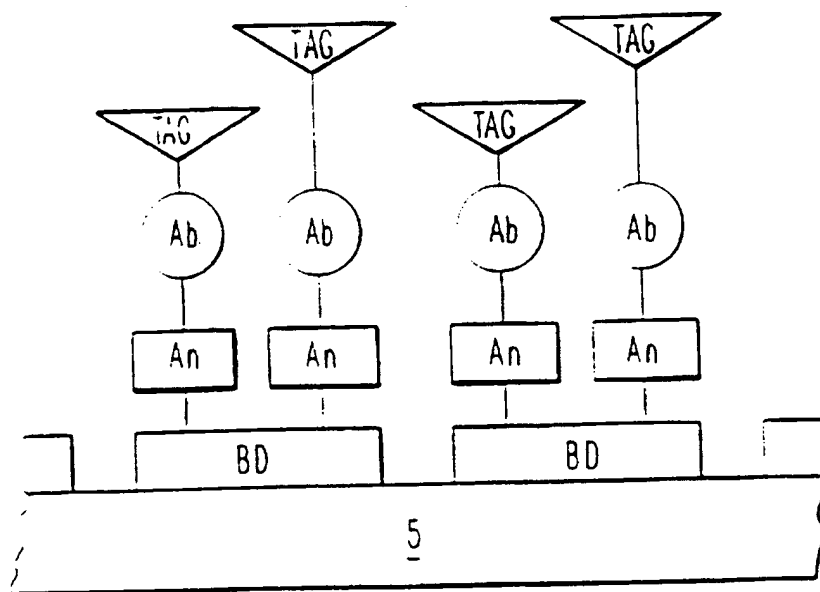 TAG TAG
TAG TAG
Ab Ab Ab Ab
An An An An
BD BD
5